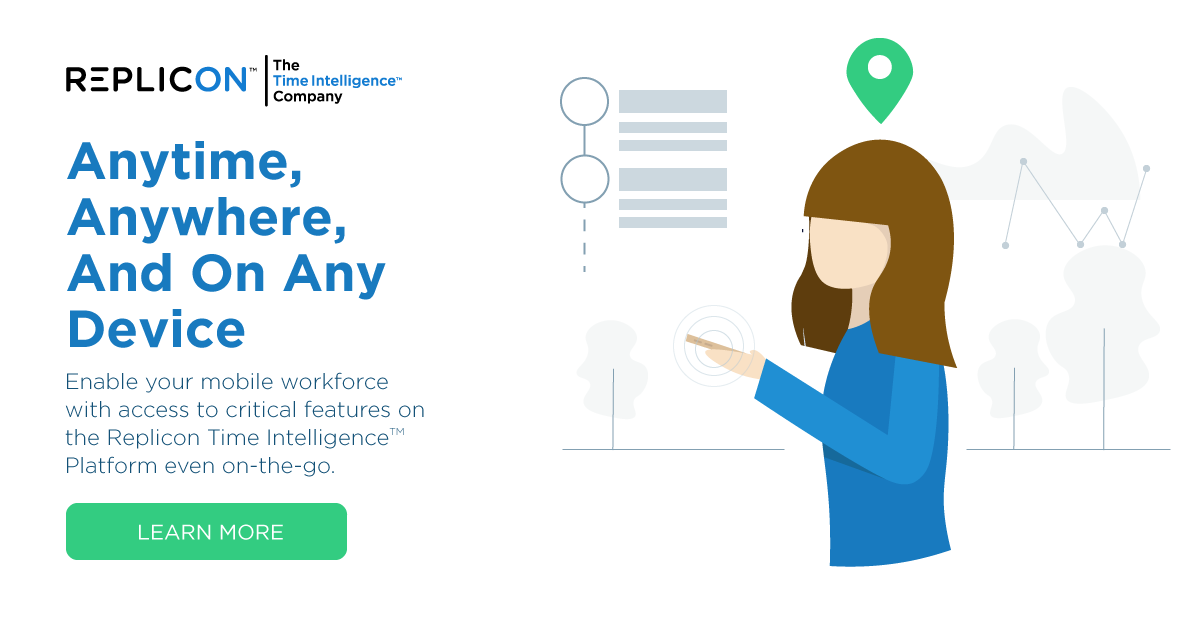 REPLICON™
The
Time Intelligence™
Company
Anytime,
Anywhere,
And On Any
Device
Enable your mobile workforce
with access to critical features on
the Replicon Time Intelligence™
Platform even on-the-go.
LEARN MORE